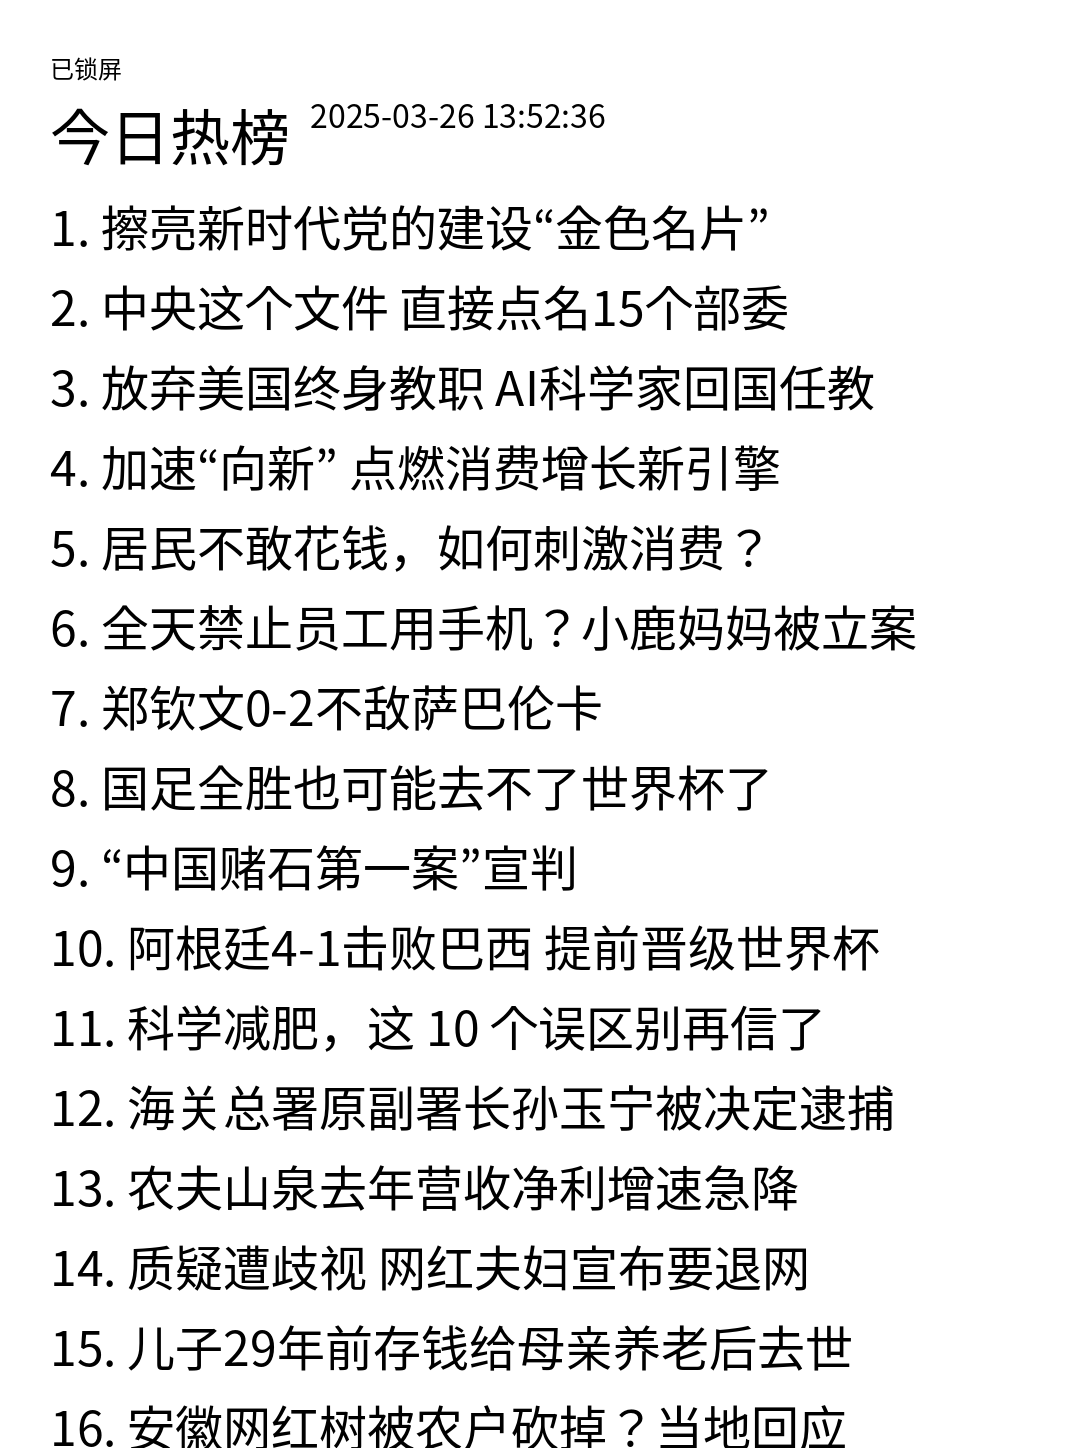 已锁屏
今日热榜 2025-03-26 13:52:36
1. 擦亮新时代党的建设“金色名片”
2. 中央这个文件 直接点名15个部委
3. 放弃美国终身教职 AI科学家回国任教
4. 加速“向新” 点燃消费增长新引擎
5. 居民不敢花钱，如何刺激消费？
6. 全天禁止员工用手机？小鹿妈妈被立案
7. 郑钦文0-2不敌萨巴伦卡
8. 国足全胜也可能去不了世界杯了
9. “中国赌石第一案”宣判
10. 阿根廷4-1击败巴西 提前晋级世界杯
11. 科学减肥，这 10 个误区别再信了
12. 海关总署原副署长孙玉宁被决定逮捕
13. 农夫山泉去年营收净利增速急降
14. 质疑遭歧视 网红夫妇宣布要退网
15. 儿子29年前存钱给母亲养老后去世
16. 安徽网红树被农户砍掉？当地回应